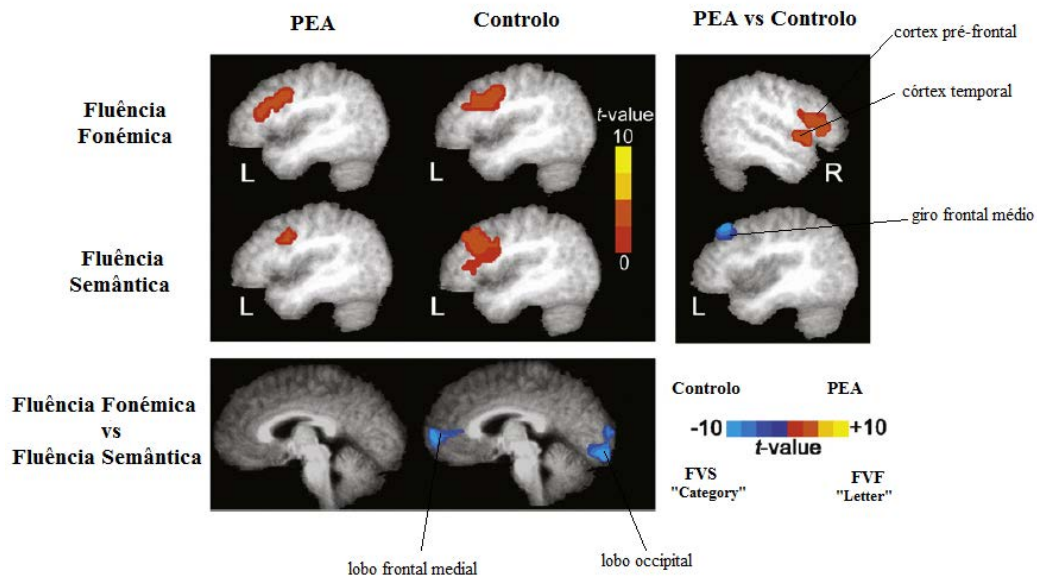 PEA
Controlo
PEA vs Controlo
cortex pré-frontal
córtex temporal
Fluência
Fonémica
t-value
10
0
L
L
R
giro frontal médio
Fluência
Semântica
L
L
L
Fluência Fonémica
vs
Fluência Semântica
Controlo PEA
-10 +10
t-value
FVS FVF
"Category" "Letter"
lobo frontal medial
lobo occipital